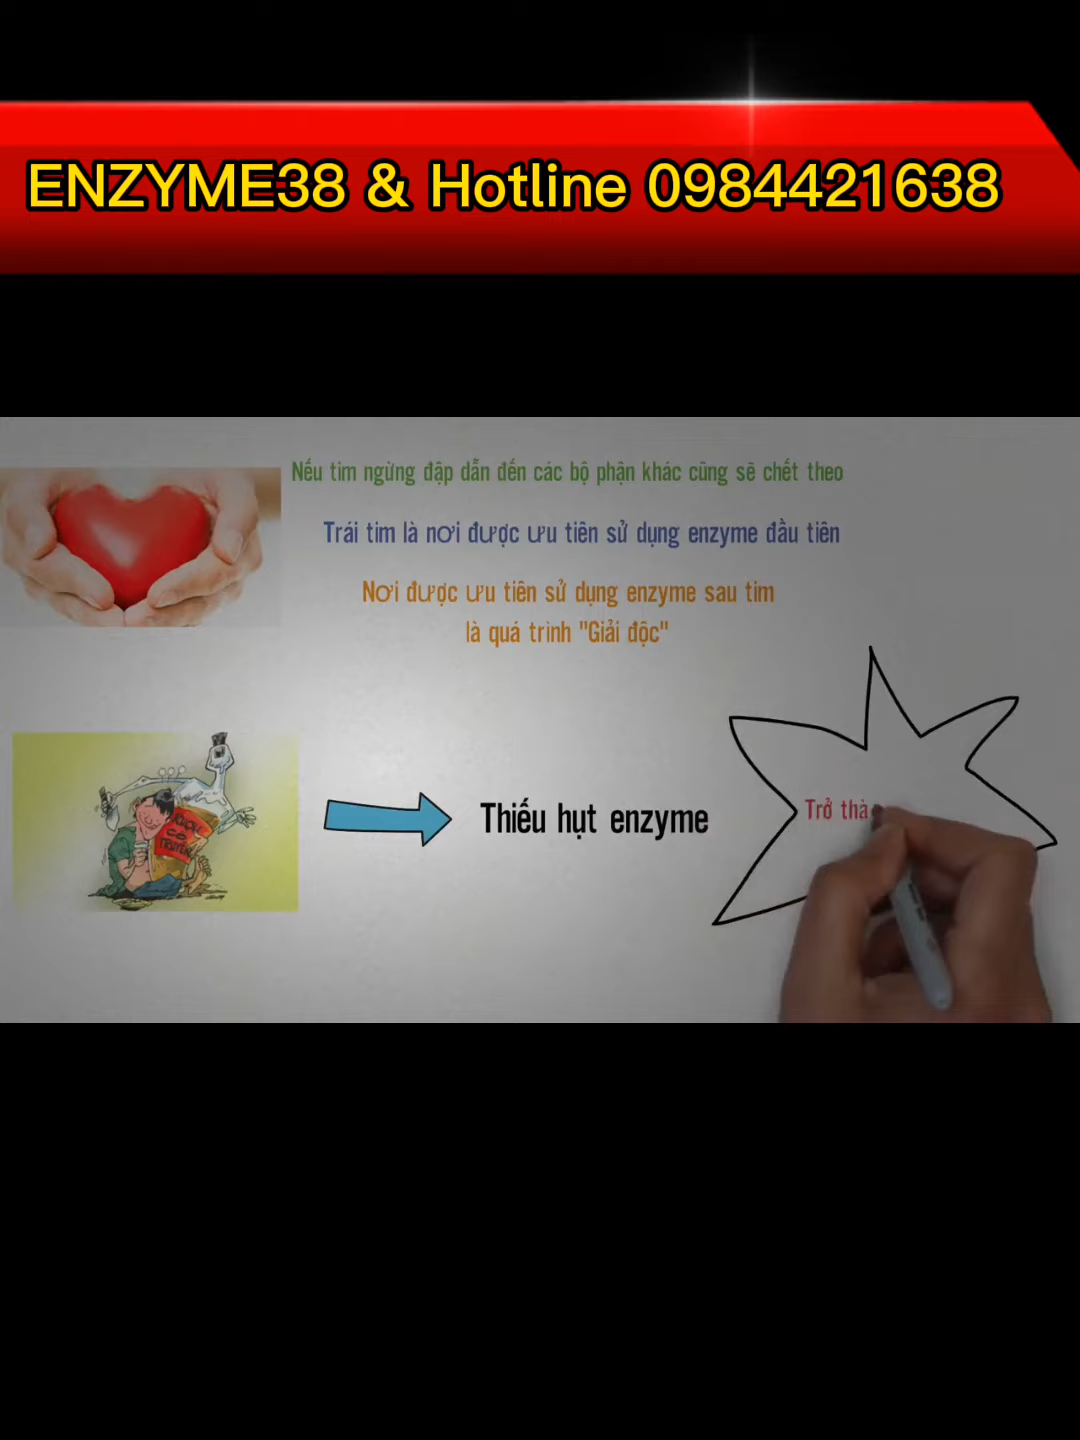 ENZYME38 & Hotline 0984421638
Nếu tim ngừng đập dẫn đến các bộ phận khác cũng sẽ chết theo
Trái tim là nơi được ưu tiên sử dụng enzyme đầu tiên
Nơi được ưu tiên sử dụng enzyme sau tim
là quá trình "Giải độc"
Thiếu hụt enzyme
Trở thà